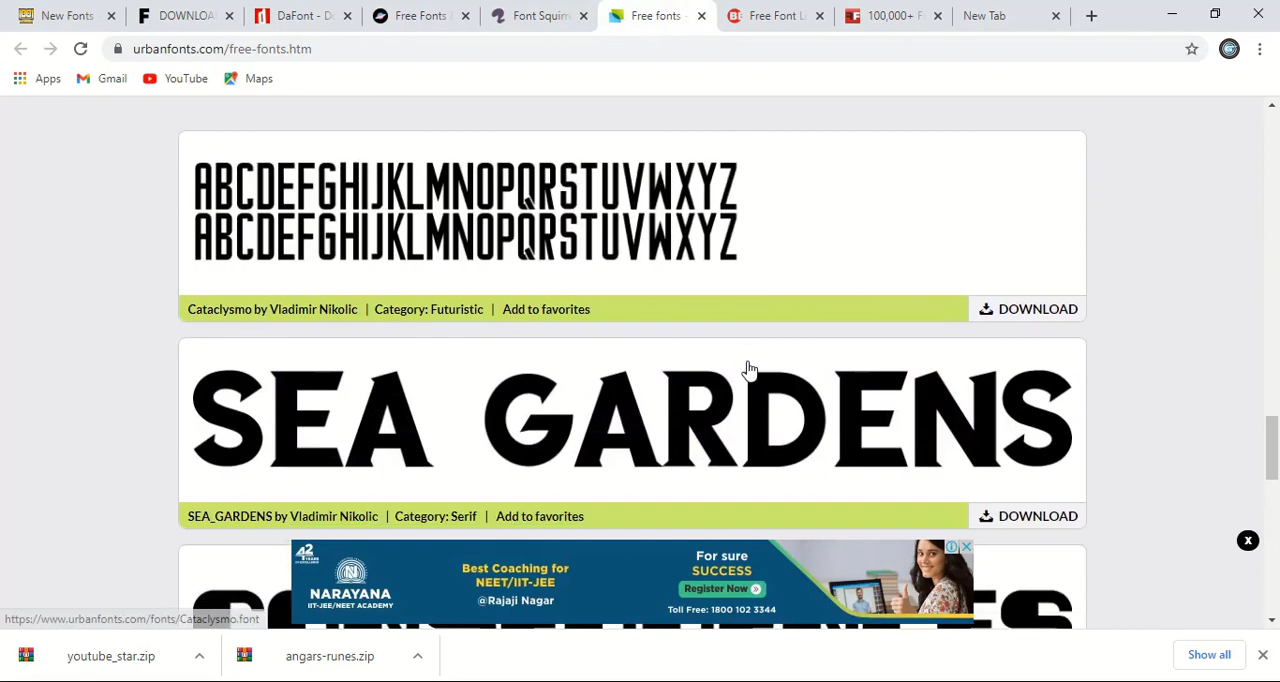 New Fonts
DOWNLOA
DaFont - D
Free Fonts
Font Squirr
Free fonts -
Free Font L
100,000+ F
New Tab
urbanfonts.com/free-fonts.htm
Apps
Gmail
YouTube
Maps
ABCDEFGHIJKLMNOPQRSTUVWXYZ
ABCDEFGHIJKLMNOPQRSTUVWXYZ
Cataclysmo by Vladimir Nikolic | Category: Futuristic | Add to favorites
DOWNLOAD
SEA GARDENS
SEA_GARDENS by Vladimir Nikolic | Category: Serif | Add to favorites
DOWNLOAD
x
42
NARAYANA
IIT-JEE/NEET ACADEMY
Best Coaching for
NEET/IIT-JEE
@Rajaji Nagar
For sure
SUCCESS
Register Now
Toll Free: 1800 102 3344
https://www.urbanfonts.com/fonts/Cataclysmo.font
youtube_star.zip
angars-runes.zip
Show all